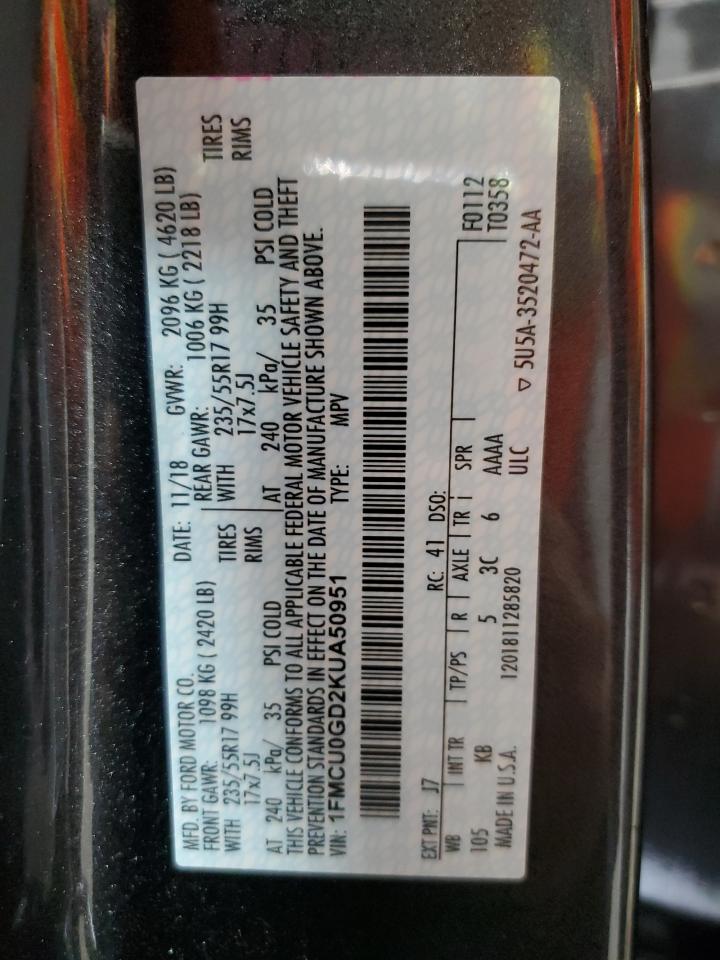 MFD. BY FORD MOTOR CO. DATE: 11/18 GVWR: 2096 KG ( 4620 LB)
FRONT GAWR: 1098 KG ( 2420 LB) REAR GAWR: 1006 KG ( 2218 LB)
WITH 235/55R17 99H TIRES WITH 235/55R17 99H TIRES
17x7.5J RIMS 17x7.5J RIMS
AT 240 kPa/ 35 PSI COLD AT 240 kPa/ 35 PSI COLD
THIS VEHICLE CONFORMS TO ALL APPLICABLE FEDERAL MOTOR VEHICLE SAFETY AND THEFT
PREVENTION STANDARDS IN EFFECT ON THE DATE OF MANUFACTURE SHOWN ABOVE.
VIN: 1FMCU0GD2KUA50951 TYPE: MPV
EXT PNT: J7 RC: 41 DSO: F0112
WB INT TR TP/PS R AXLE TR SPR T0358
105 KB 5 3C 6 AAAA
MADE IN U.S.A. 1201811285820 ULC
▽ 5U5A-3520472-AA